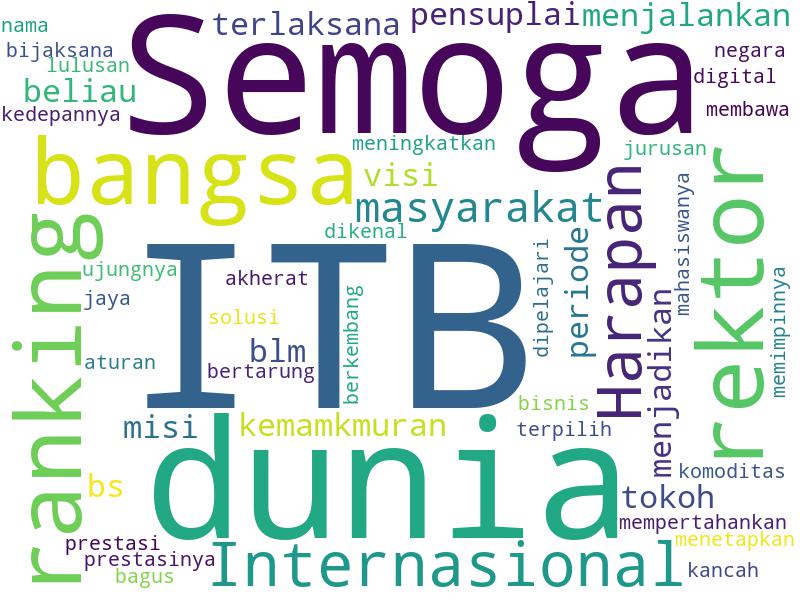 nama
terlaksana
pensuplai
menjalankan
bijaksana
Semoga
negara
lulusan
digital
beliau
kedepannya
membawa
bangsa
meningkatkan
jurusan
visi
masyarakat
dikenal
Harapan
rektor
ranking
ITB
ujungnya
akherat
dipelajari
periode
mahasiswanya
memimpinnya
jaya
solusi
berkembang
menjadikan
blm
aturan
bertarung
bisnis
misi
kemamkmuran
terpilih
dunia
komoditas
bs
tokoh
mempertahankan
prestasi
menetapkan
prestasinya
Internasional
bagus
kancah